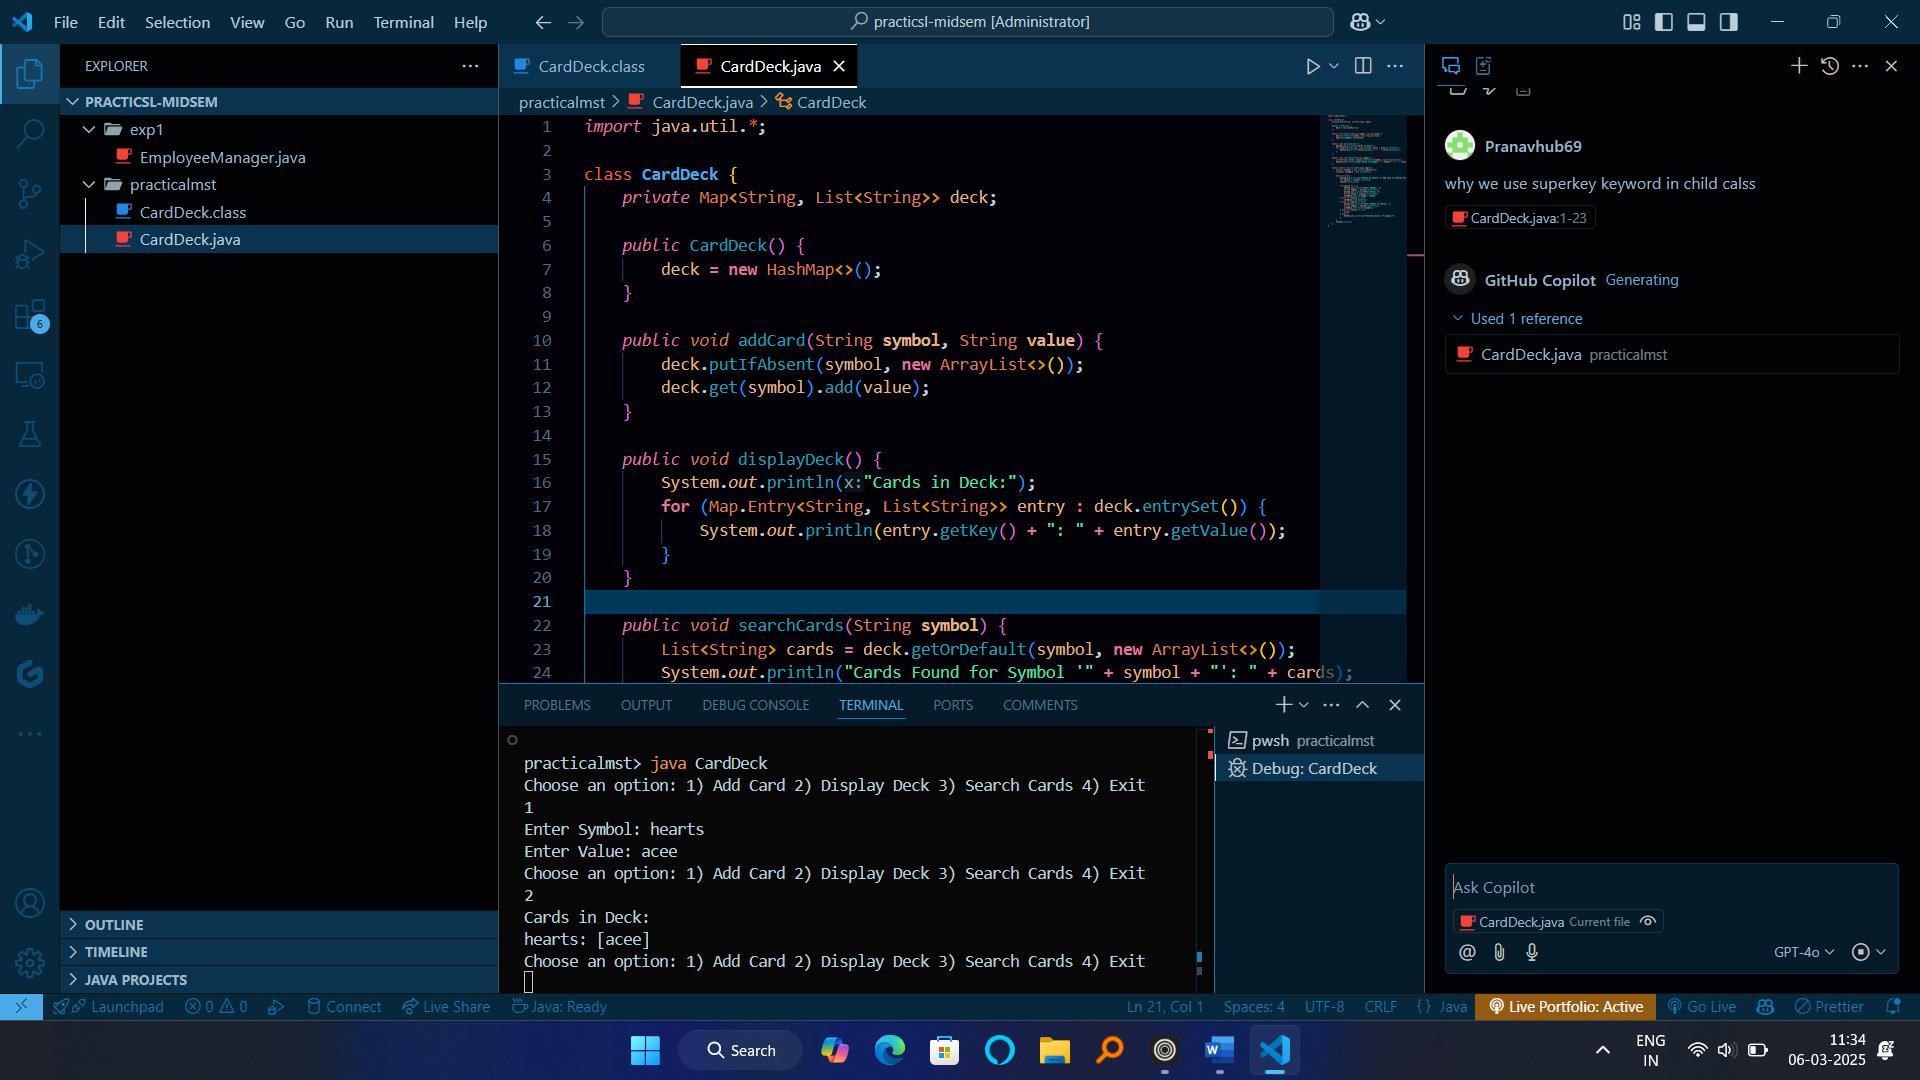 File Edit Selection View Go Run Terminal Help
practicsl-midsem [Administrator]
EXPLORER
PRACTICSL-MIDSEM
exp1
EmployeeManager.java
practicalmst
CardDeck.class
CardDeck.java
6
OUTLINE
TIMELINE
JAVA PROJECTS
CardDeck.class
CardDeck.java
practicalmst > CardDeck.java > CardDeck
1 import java.util.*;
2
3 class CardDeck {
4 private Map<String, List<String>> deck;
5
6 public CardDeck() {
7 deck = new HashMap<>();
8 }
9
10 public void addCard(String symbol, String value) {
11 deck.putIfAbsent(symbol, new ArrayList<>());
12 deck.get(symbol).add(value);
13 }
14
15 public void displayDeck() {
16 System.out.println(x:"Cards in Deck:");
17 for (Map.Entry<String, List<String>> entry : deck.entrySet()) {
18 System.out.println(entry.getKey() + ": " + entry.getValue());
19 }
20 }
21
22 public void searchCards(String symbol) {
23 List<String> cards = deck.getOrDefault(symbol, new ArrayList<>());
24 System.out.println("Cards Found for Symbol '" + symbol + "': " + cards);
PROBLEMS OUTPUT DEBUG CONSOLE TERMINAL PORTS COMMENTS
practicalmst> java CardDeck
Choose an option: 1) Add Card 2) Display Deck 3) Search Cards 4) Exit
1
Enter Symbol: hearts
Enter Value: acee
Choose an option: 1) Add Card 2) Display Deck 3) Search Cards 4) Exit
2
Cards in Deck:
hearts: [acee]
Choose an option: 1) Add Card 2) Display Deck 3) Search Cards 4) Exit
pwsh practicalmst
Debug: CardDeck
Pranavhub69
why we use superkey keyword in child calss
CardDeck.java:1-23
GitHub Copilot Generating
Used 1 reference
CardDeck.java practicalmst
Ask Copilot
CardDeck.java Current file
@ GPT-4o
Launchpad 0 0 Connect Live Share Java: Ready
Ln 21, Col 1 Spaces: 4 UTF-8 CRLF {} Java Live Portfolio: Active Go Live Prettier
Search
ENG
IN
11:34
06-03-2025